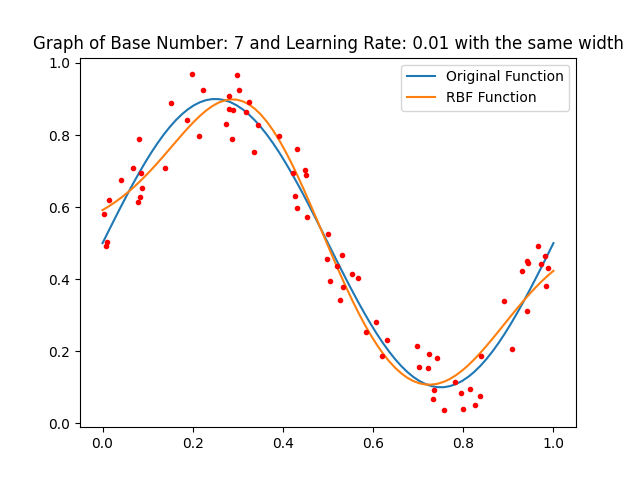 Graph of Base Number: 7 and Learning Rate: 0.01 with the same width
Original Function
RBF Function
1.0
0.8
0.6
0.4
0.2
0.0
0.0 0.2 0.4 0.6 0.8 1.0